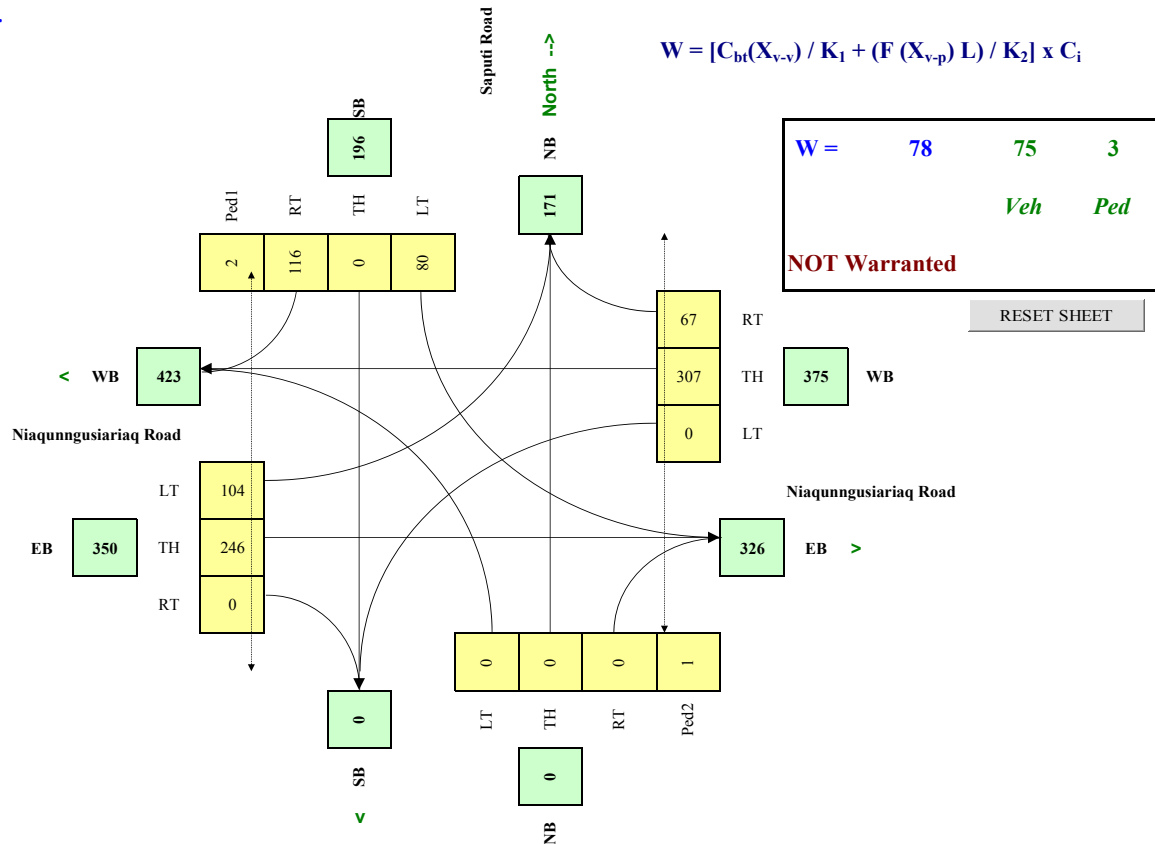 W = [Cbt(Xv-v) / K1 + (F (Xv-p) L) / K2] x Ci
Saputi Road
North -->
SB
196
NB
171
W = 78 75 3
Veh Ped
NOT Warranted
RESET SHEET
Ped1 RT TH LT
2 116 0 80
67 RT
307 TH
0 LT
< WB 423
375 WB
Niaqunngusiariaq Road
Niaqunngusiariaq Road
LT 104
EB 350 TH 246
RT 0
326 EB >
0 0 0 1
LT TH RT Ped2
0
SB
v
0
NB